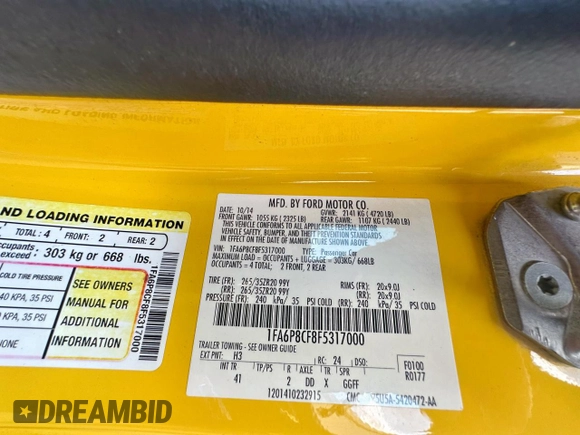 AND LOADING INFORMATION
TOTAL: 4 FRONT: 2 REAR: 2
303 kg or 668 lbs.
COLD TIRE PRESSURE
40 KPA, 35 PSI
40 KPA, 35 PSI
SEE OWNERS
MANUAL FOR
ADDITIONAL
INFORMATION
1FA6P8CF8F5317000
MFD. BY FORD MOTOR CO.
DATE: 10/14 GVWR: 2141 KG ( 4720 LB)
FRONT GAWR: 1055 KG ( 2325 LB) REAR GAWR: 1107 KG ( 2440 LB)
THIS VEHICLE CONFORMS TO ALL APPLICABLE FEDERAL MOTOR
VEHICLE SAFETY, BUMPER, AND THEFT PREVENTION STANDARDS
IN EFFECT ON THE DATE OF MANUFACTURE SHOWN ABOVE.
VIN: 1FA6P8CF8F5317000 TYPE: Passenger Car
MAXIMUM LOAD = OCCUPANTS + LUGGAGE = 303KG/ 668LB
OCCUPANTS = 4 TOTAL: 2 FRONT, 2 REAR
TIRE (FR): 265/35ZR20 99Y RIMS (FR): 20x9.0J
TIRE (RR): 265/35ZR20 99Y (RR): 20x9.0J
PRESSURE (FR): 240 kPa/ 35 PSI COLD (RR): 240 kPa/ 35 PSI COLD
1FA6P8CF8F5317000
TRAILER TOWING - SEE OWNER GUIDE
EXT PNT: H3 RC: 24 DSO: F0100
INT TR TP/PS R AXLE TR SPR R0177
41 2 DD X GGFF
1201410232915 5U5A-5420472-AA
DREAMBID